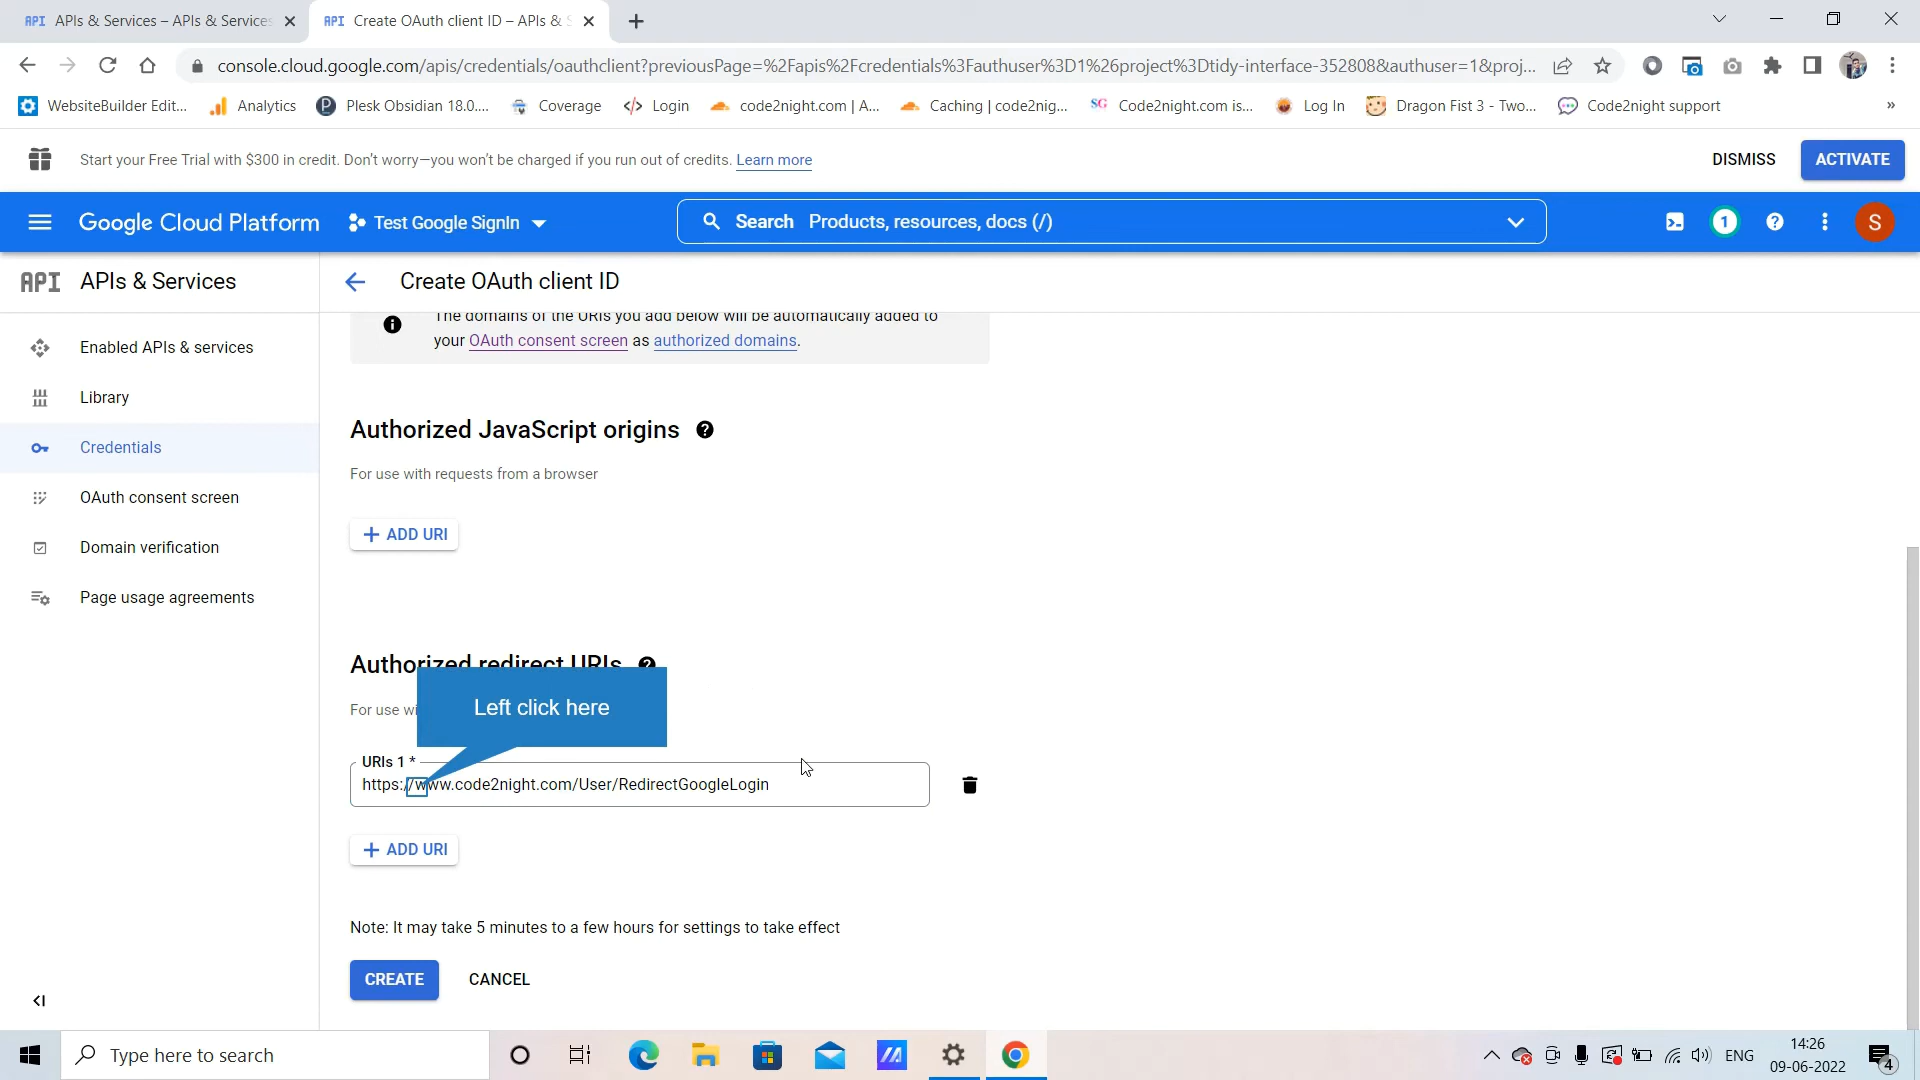 API APIs & Services – APIs & Services
API Create OAuth client ID – APIs & S
console.cloud.google.com/apis/credentials/oauthclient?previousPage=%2Fapis%2Fcredentials%3Fauthuser%3D1%26project%3Dtidy-interface-352808&authuser=1&proj...
WebsiteBuilder Edit...
Analytics
Plesk Obsidian 18.0....
Coverage
Login
code2night.com | A...
Caching | code2nig...
SG Code2night.com is...
Log In
Dragon Fist 3 - Two...
Code2night support
»
Start your Free Trial with $300 in credit. Don't worry—you won't be charged if you run out of credits. Learn more
DISMISS
ACTIVATE
Google Cloud Platform
Test Google SignIn
Search Products, resources, docs (/)
1
S
API APIs & Services
Create OAuth client ID
Enabled APIs & services
Library
Credentials
OAuth consent screen
Domain verification
Page usage agreements
The domains of the URIs you add below will be automatically added to
your OAuth consent screen as authorized domains.
Authorized JavaScript origins
For use with requests from a browser
+ ADD URI
Authorized redirect URIs
For use wi
Left click here
URIs 1 *
https://www.code2night.com/User/RedirectGoogleLogin
+ ADD URI
Note: It may take 5 minutes to a few hours for settings to take effect
CREATE
CANCEL
Type here to search
ENG
14:26
09-06-2022
4